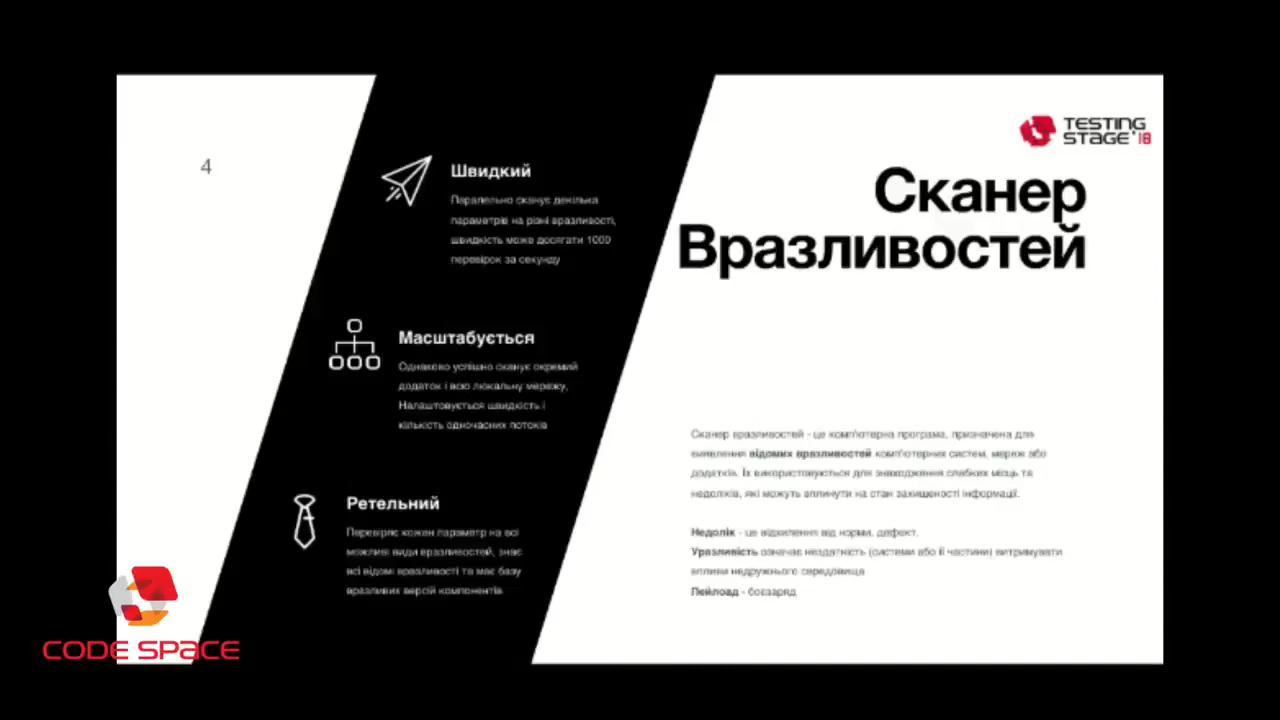 4
Швидкий
Паралельно сканує декілька
параметрів на різні вразливості,
швидкість може досягати 1000
перевірок за секунду
Масштабується
Однаково успішно сканує окремий
додаток і всю локальну мережу,
Налаштовується швидкість і
кількість одночасних потоків
Ретельний
Перевіряє кожен параметр на всі
можливі види вразливостей, знає
всі відомі вразливості та має базу
вразливих версій компонентів
TESTING
STAGE'18
Сканер
Вразливостей
Сканер вразливостей - це комп'ютерна програма, призначена для
виявлення відомих вразливостей комп'ютерних систем, мереж або
додатків. Їх використовуються для знаходження слабких місць та
недоліків, які можуть вплинути на стан захищеності інформації.
Недолік - це відхилення від норми, дефект.
Уразливість означає нездатність (системи або її частини) витримувати
впливи недружнього середовища
Пейлоад - боєзаряд
CODE SPACE